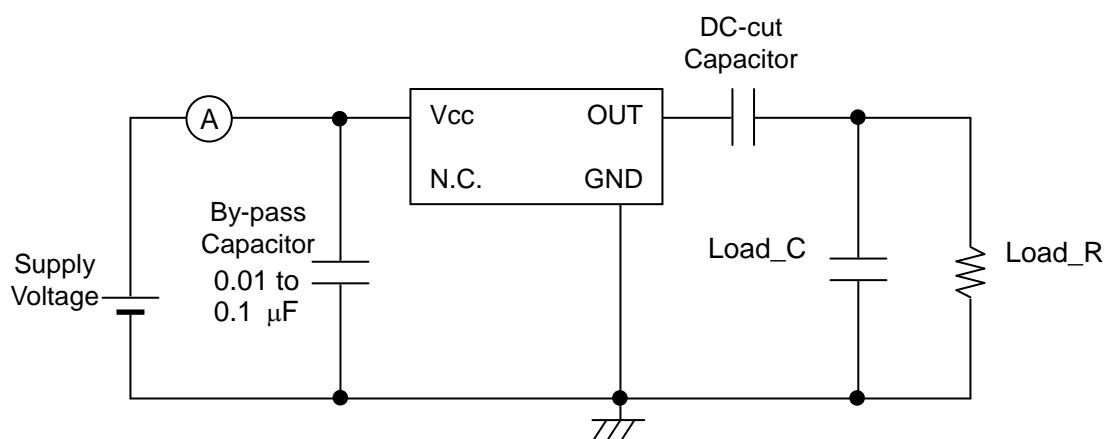 DC-cut
Capacitor
A
Vcc
OUT
N.C.
GND
By-pass
Capacitor
0.01 to
0.1 μF
Supply
Voltage
Load_C
Load_R